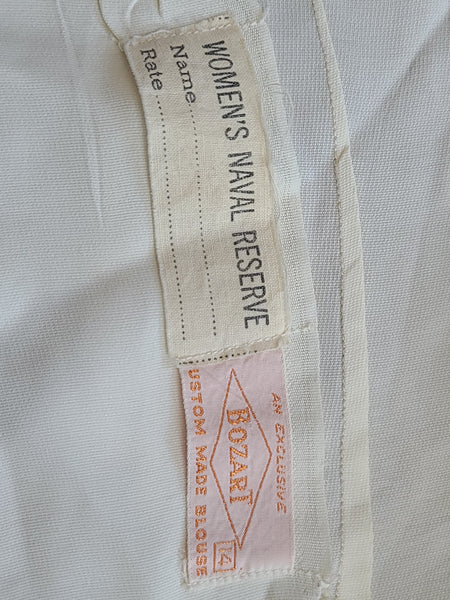 WOMEN'S NAVAL RESERVE
Name
Rate
AN EXCLUSIVE
BOZART
CUSTOM MADE BLOUSE
14